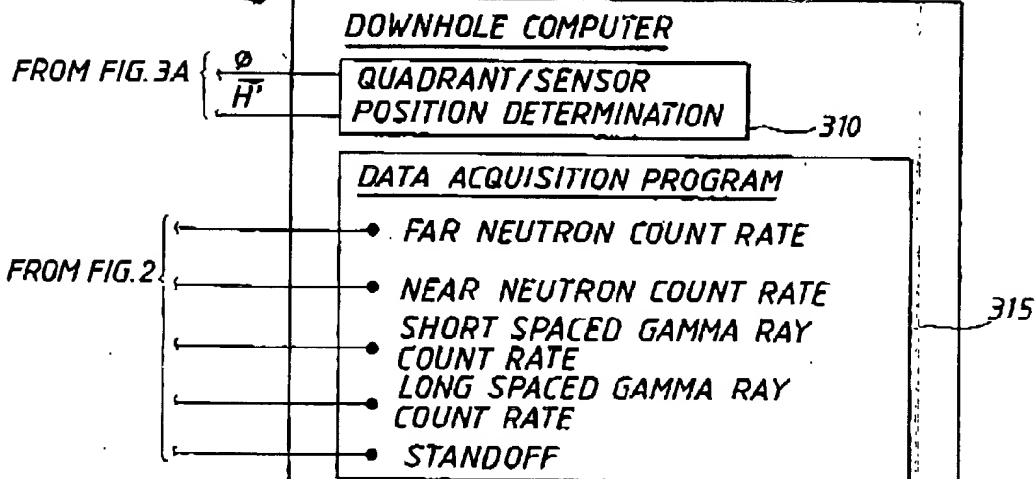 DOWNHOLE COMPUTER
FROM FIG. 3A
φ
H'
QUADRANT/SENSOR
POSITION DETERMINATION
310
DATA ACQUISITION PROGRAM
FROM FIG. 2
FAR NEUTRON COUNT RATE
NEAR NEUTRON COUNT RATE
SHORT SPACED GAMMA RAY
COUNT RATE
LONG SPACED GAMMA RAY
COUNT RATE
STANDOFF
315